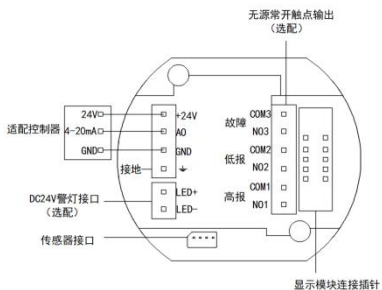 无源常开触点输出
(选配)
适配控制器
24V
4-20mA
GND
接地
+24V
AO
GND
DC24V警灯接口
(选配)
LED+
LED-
传感器接口
故障
COM3
NO3
低报
COM2
NO2
高报
COM1
NO1
显示模块连接插针